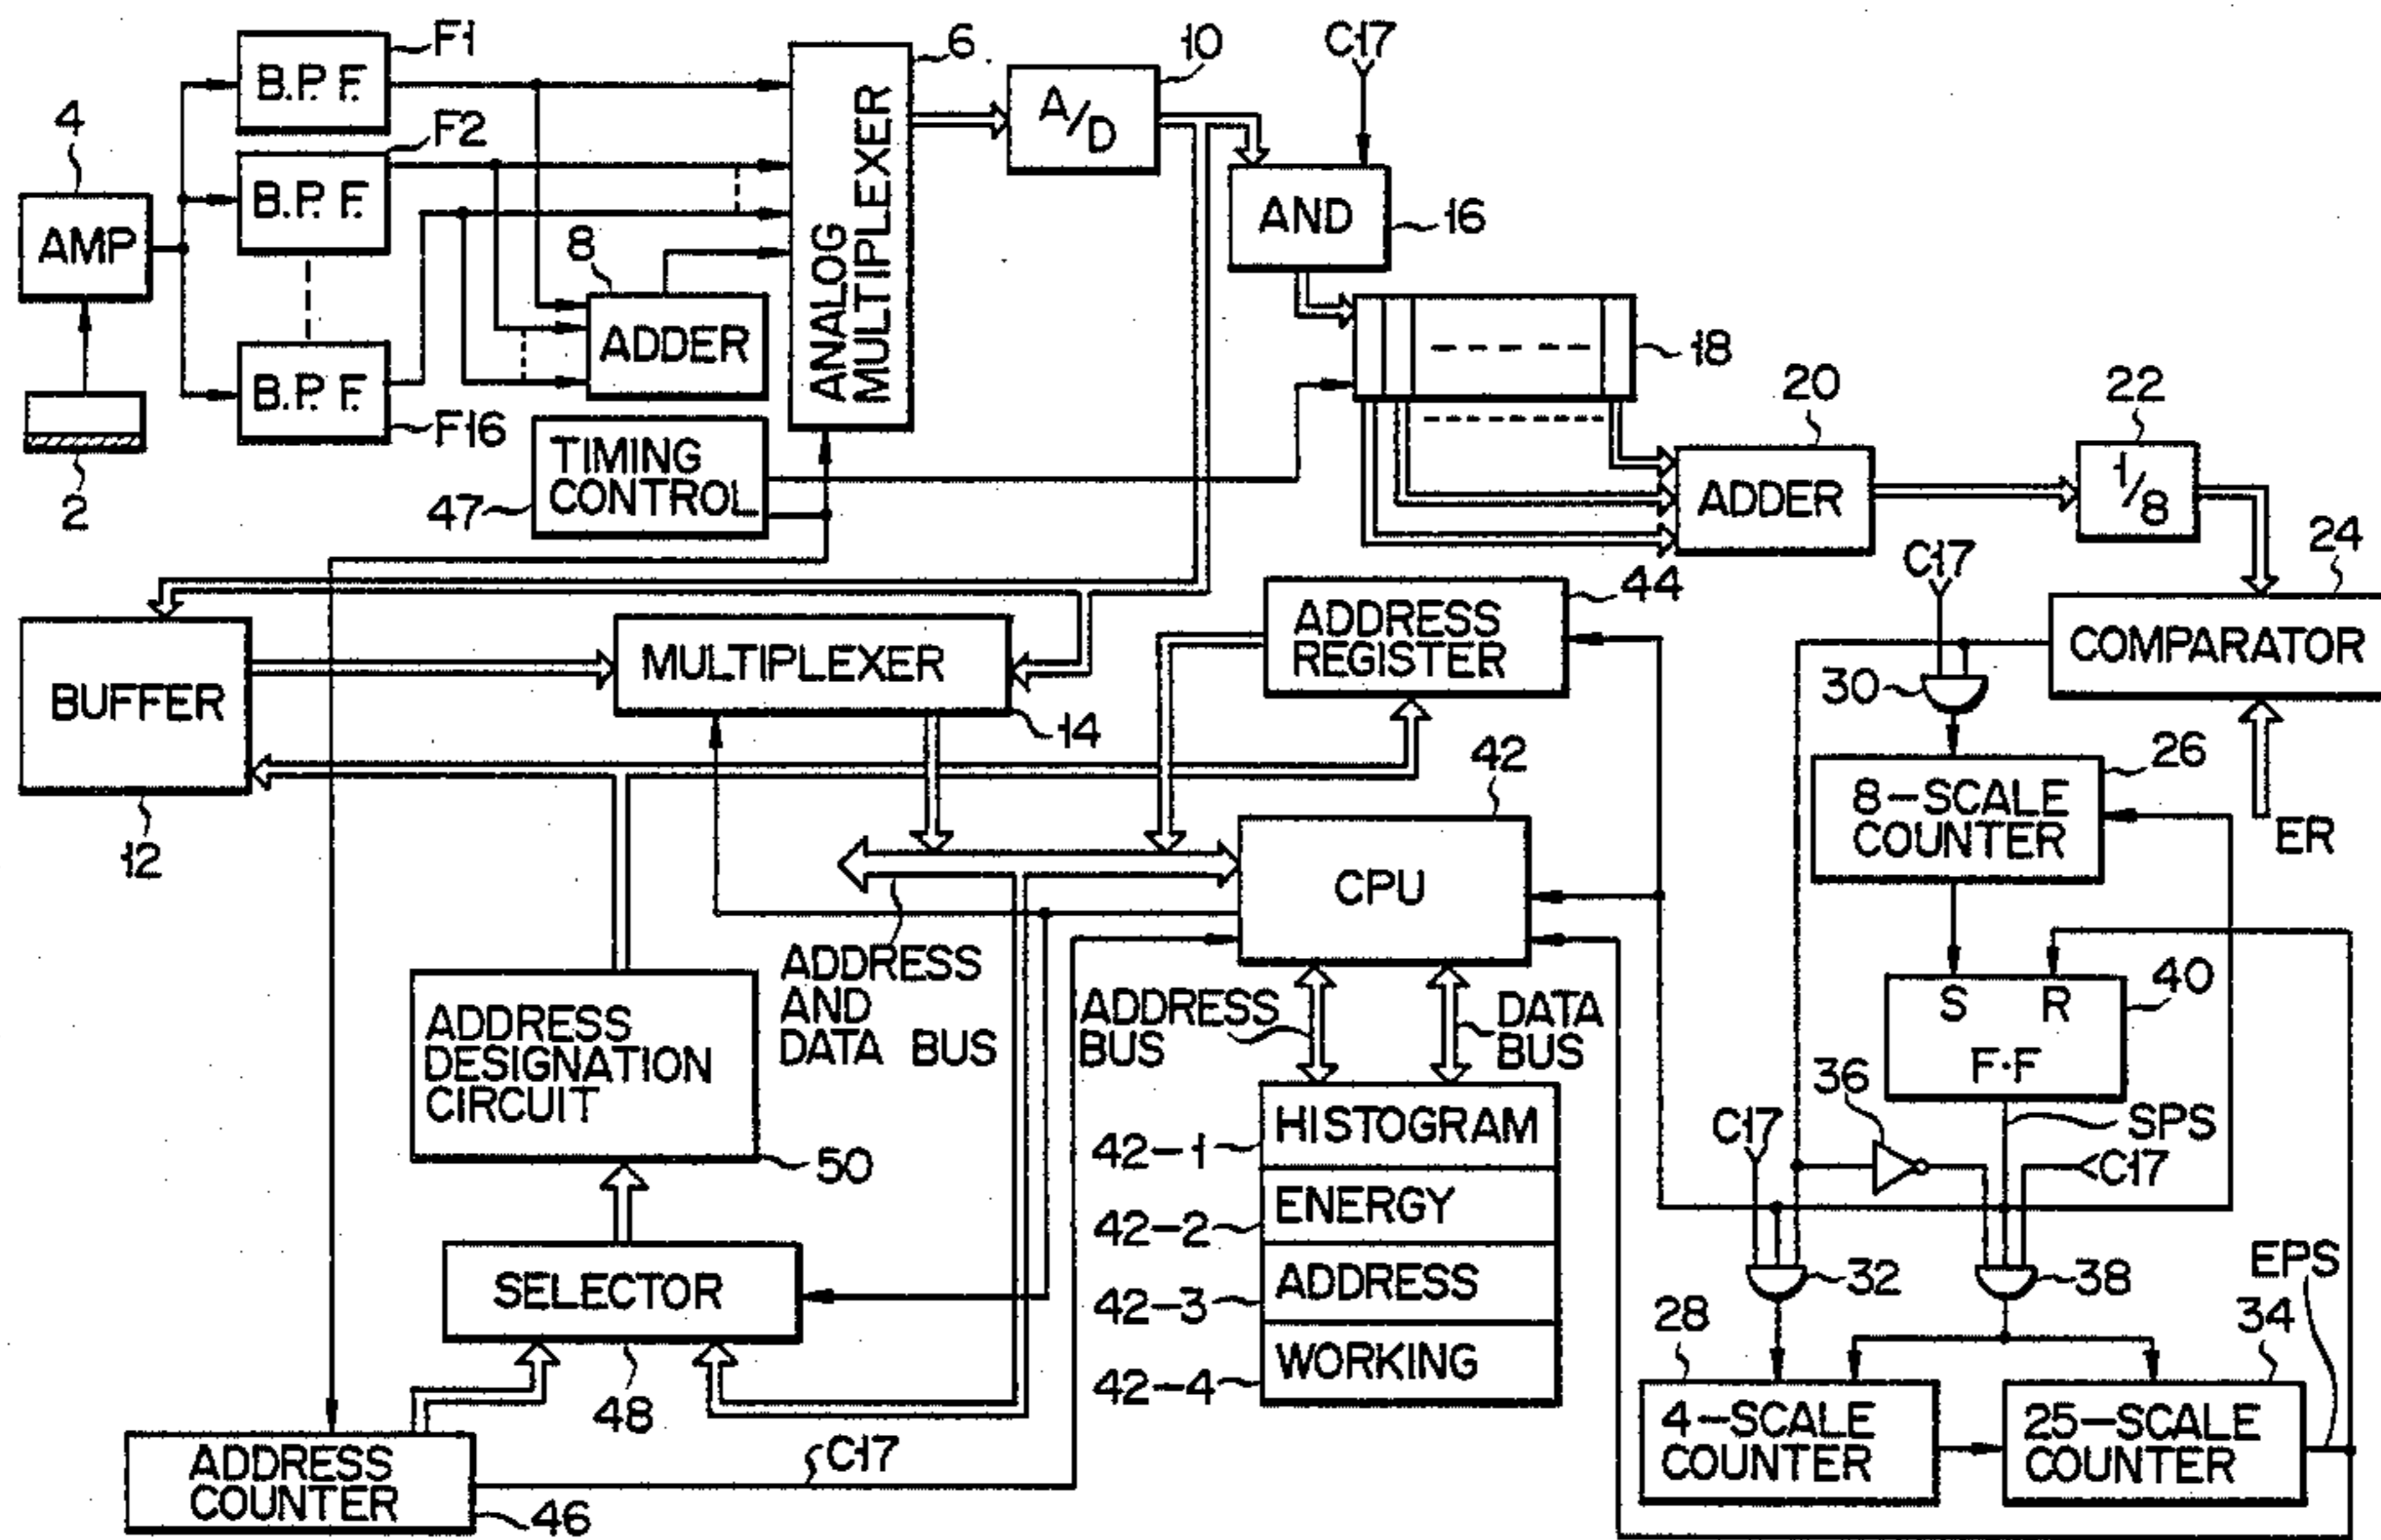 F1
B.P.F.
6
10
C17
4
F2
B.P.F.
A/D
AMP
8
ANALOG
MULTIPLEXER
AND
16
B.P.F.
F16
ADDER
18
2
TIMING
CONTROL
47
20
22
ADDER
1/8
24
C17
44
BUFFER
MULTIPLEXER
ADDRESS
REGISTER
30
COMPARATOR
14
42
26
12
8-SCALE
COUNTER
ER
CPU
ADDRESS
AND
DATA BUS
ADDRESS
BUS
DATA
BUS
S R
F·F
40
ADDRESS
DESIGNATION
CIRCUIT
50
36
SPS
C17
C17
42-1
HISTOGRAM
42-2
ENERGY
42-3
ADDRESS
42-4
WORKING
SELECTOR
48
32
38
EPS
28
34
4-SCALE
COUNTER
25-SCALE
COUNTER
ADDRESS
COUNTER
46
C17